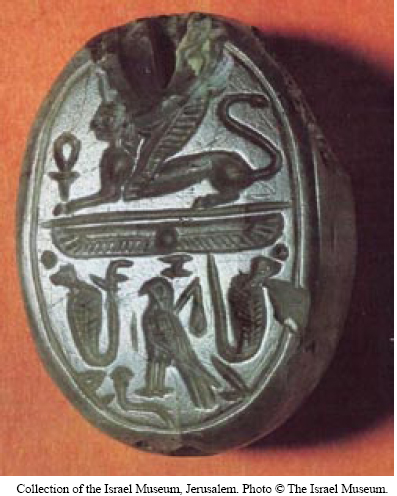 Collection of the Israel Museum, Jerusalem. Photo © The Israel Museum.